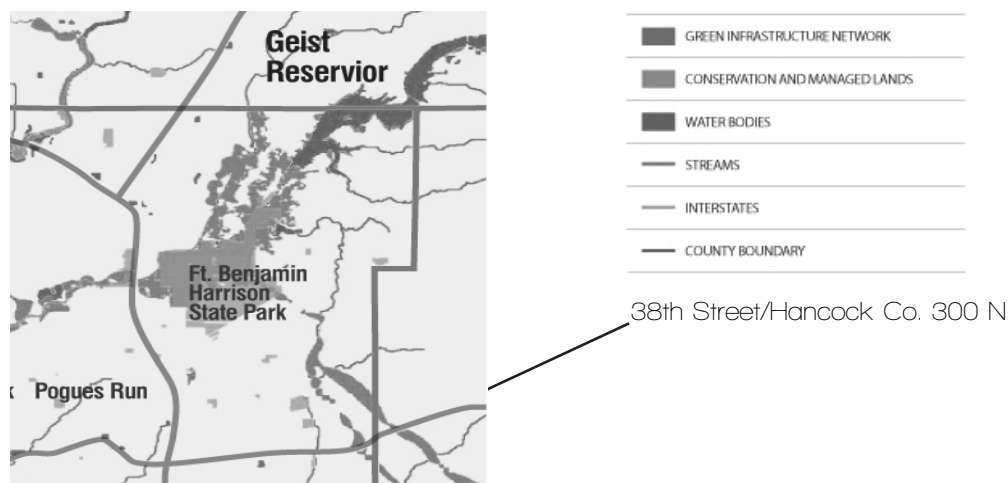 Geist
Reservior
Ft. Benjamin
Harrison
State Park
k Pogues Run
GREEN INFRASTRUCTURE NETWORK
CONSERVATION AND MANAGED LANDS
WATER BODIES
STREAMS
INTERSTATES
COUNTY BOUNDARY
38th Street/Hancock Co. 300 N